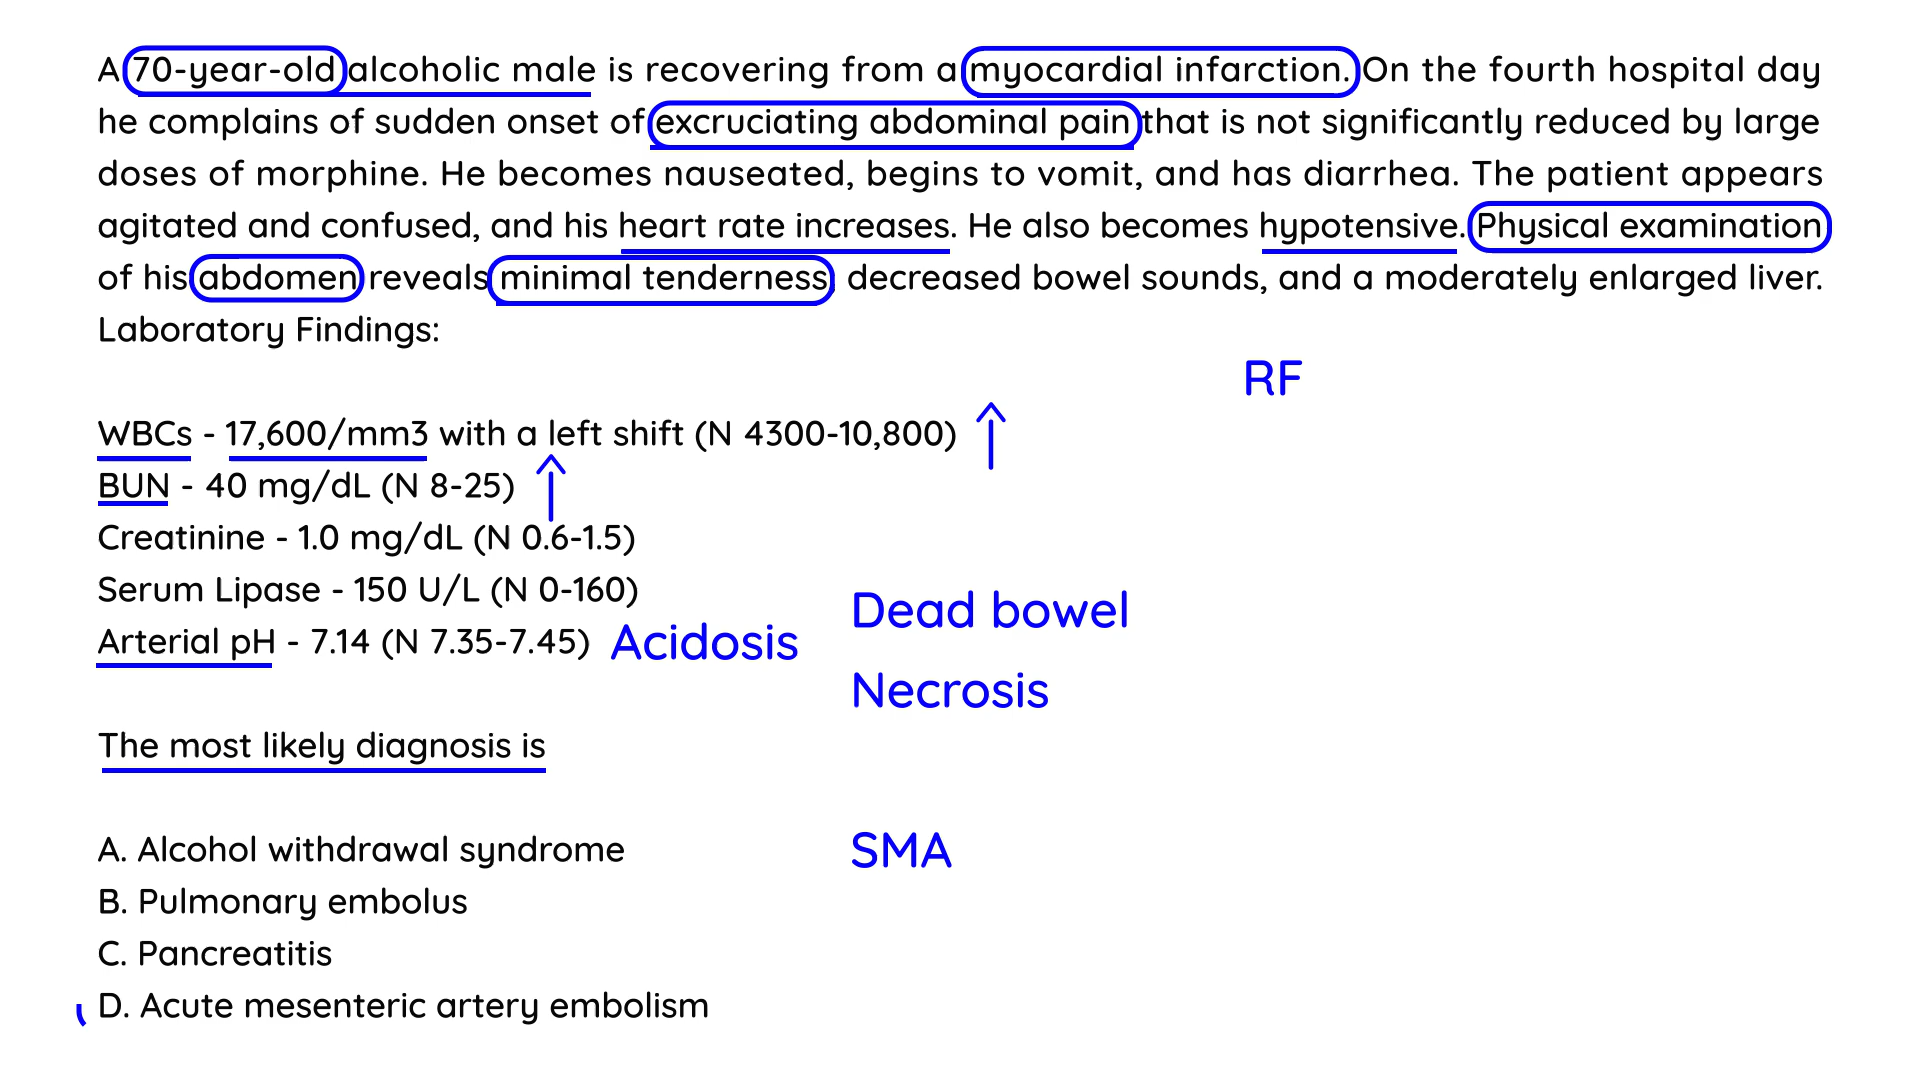 A 70-year-old alcoholic male is recovering from a myocardial infarction. On the fourth hospital day
he complains of sudden onset of excruciating abdominal pain that is not significantly reduced by large
doses of morphine. He becomes nauseated, begins to vomit, and has diarrhea. The patient appears
agitated and confused, and his heart rate increases. He also becomes hypotensive. Physical examination
of his abdomen reveals minimal tenderness, decreased bowel sounds, and a moderately enlarged liver.
Laboratory Findings:
RF
WBCs - 17,600/mm3 with a left shift (N 4300-10,800)
BUN - 40 mg/dL (N 8-25)
Creatinine - 1.0 mg/dL (N 0.6-1.5)
Serum Lipase - 150 U/L (N 0-160)
Dead bowel
Arterial pH - 7.14 (N 7.35-7.45) Acidosis
Necrosis
The most likely diagnosis is
A. Alcohol withdrawal syndrome
SMA
B. Pulmonary embolus
C. Pancreatitis
D. Acute mesenteric artery embolism